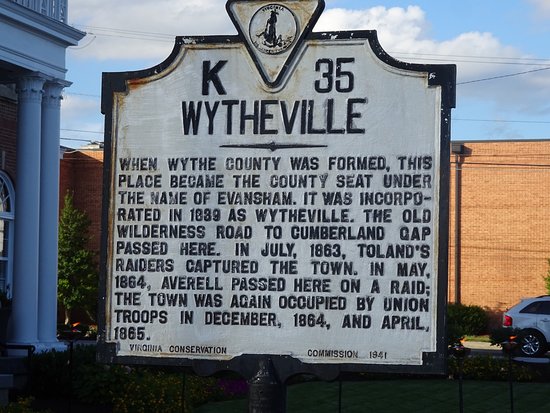 VIRGINIA
K 35
WYTHEVILLE
WHEN WYTHE COUNTY WAS FORMED, THIS
PLACE BECAME THE COUNTY SEAT UNDER
THE NAME OF EVANSHAM. IT WAS INCORPO-
RATED IN 1839 AS WYTHEVILLE. THE OLD
WILDERNESS ROAD TO CUMBERLAND GAP
PASSED HERE. IN JULY, 1863, TOLAND'S
RAIDERS CAPTURED THE TOWN. IN MAY,
1864, AVERELL PASSED HERE ON A RAID;
THE TOWN WAS AGAIN OCCUPIED BY UNION
TROOPS IN DECEMBER, 1864, AND APRIL,
1865.
VIRGINIA CONSERVATION COMMISSION 1941